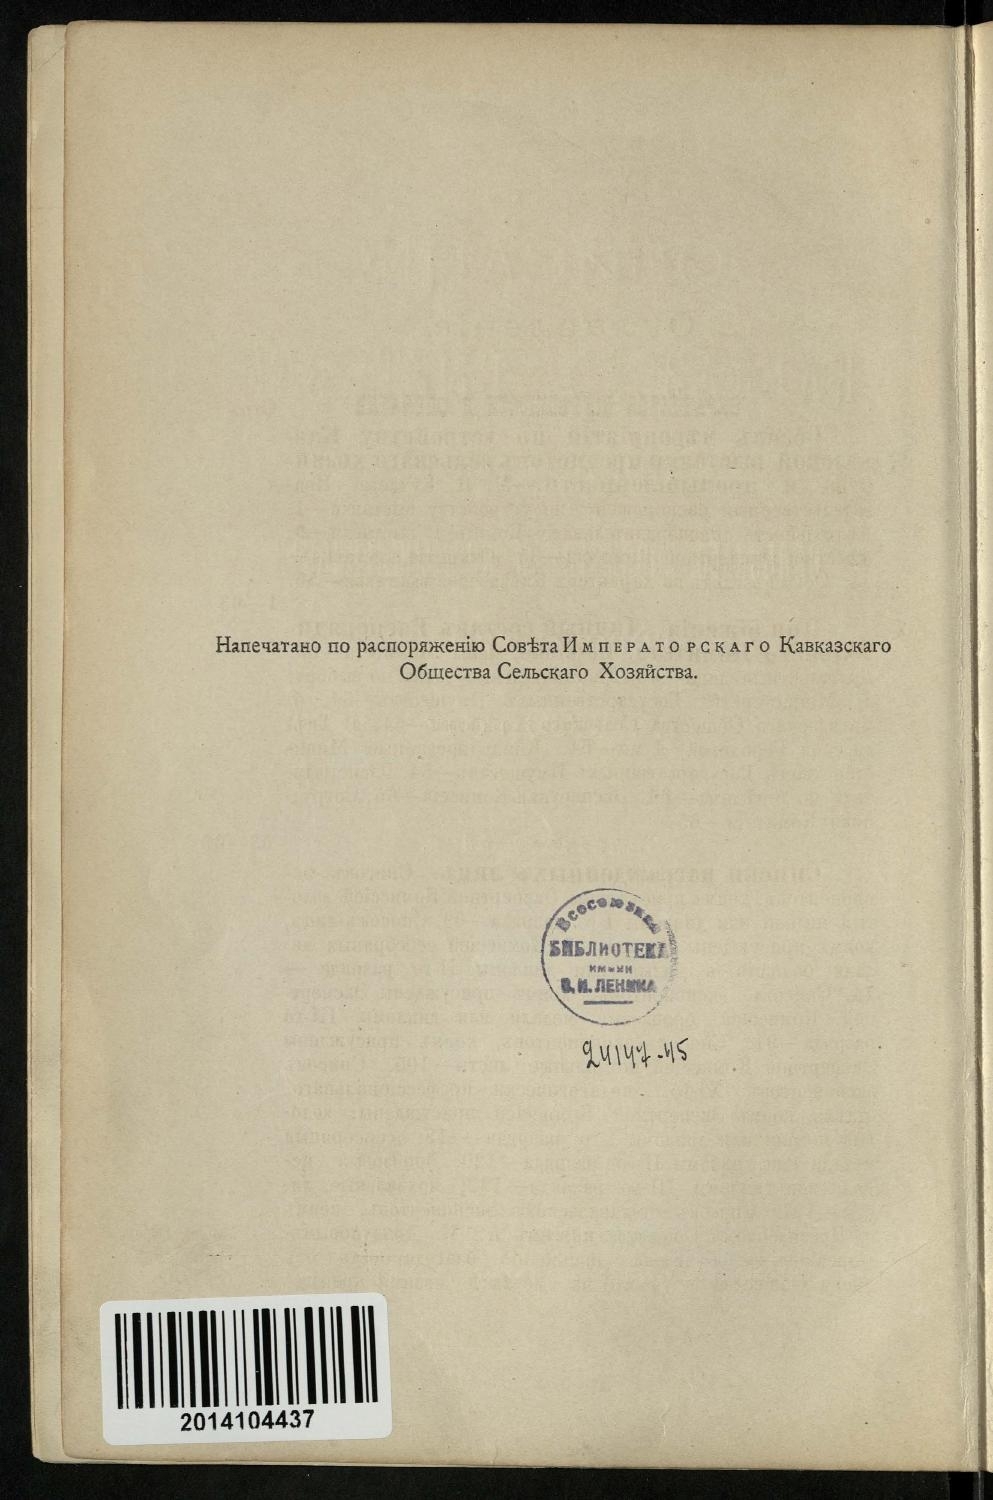 Напечатано по распоряженію Совѣта Императорскаго Кавказскаго
Общества Сельскаго Хозяйства.
Всесоюзная
БИБЛИОТЕКА
имени
В. И. ЛЕНИНА
24147-45
2014104437